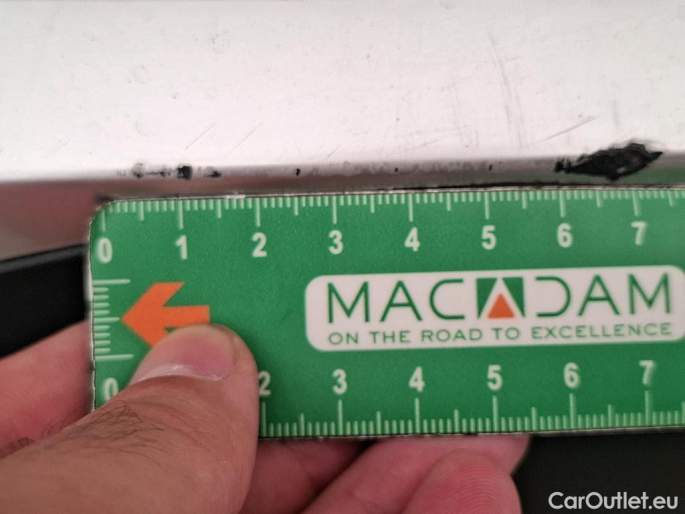 0 1 2 3 4 5 6 7
MACADAM
ON THE ROAD TO EXCELLENCE
0 2 3 4 5 6 7
CarOutlet.eu